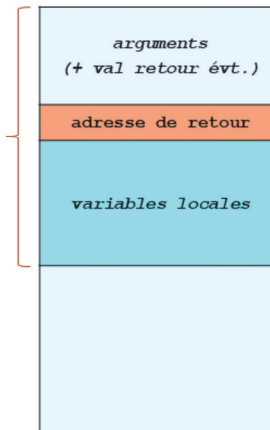 arguments
(+ val retour évt.)
adresse de retour
variables locales